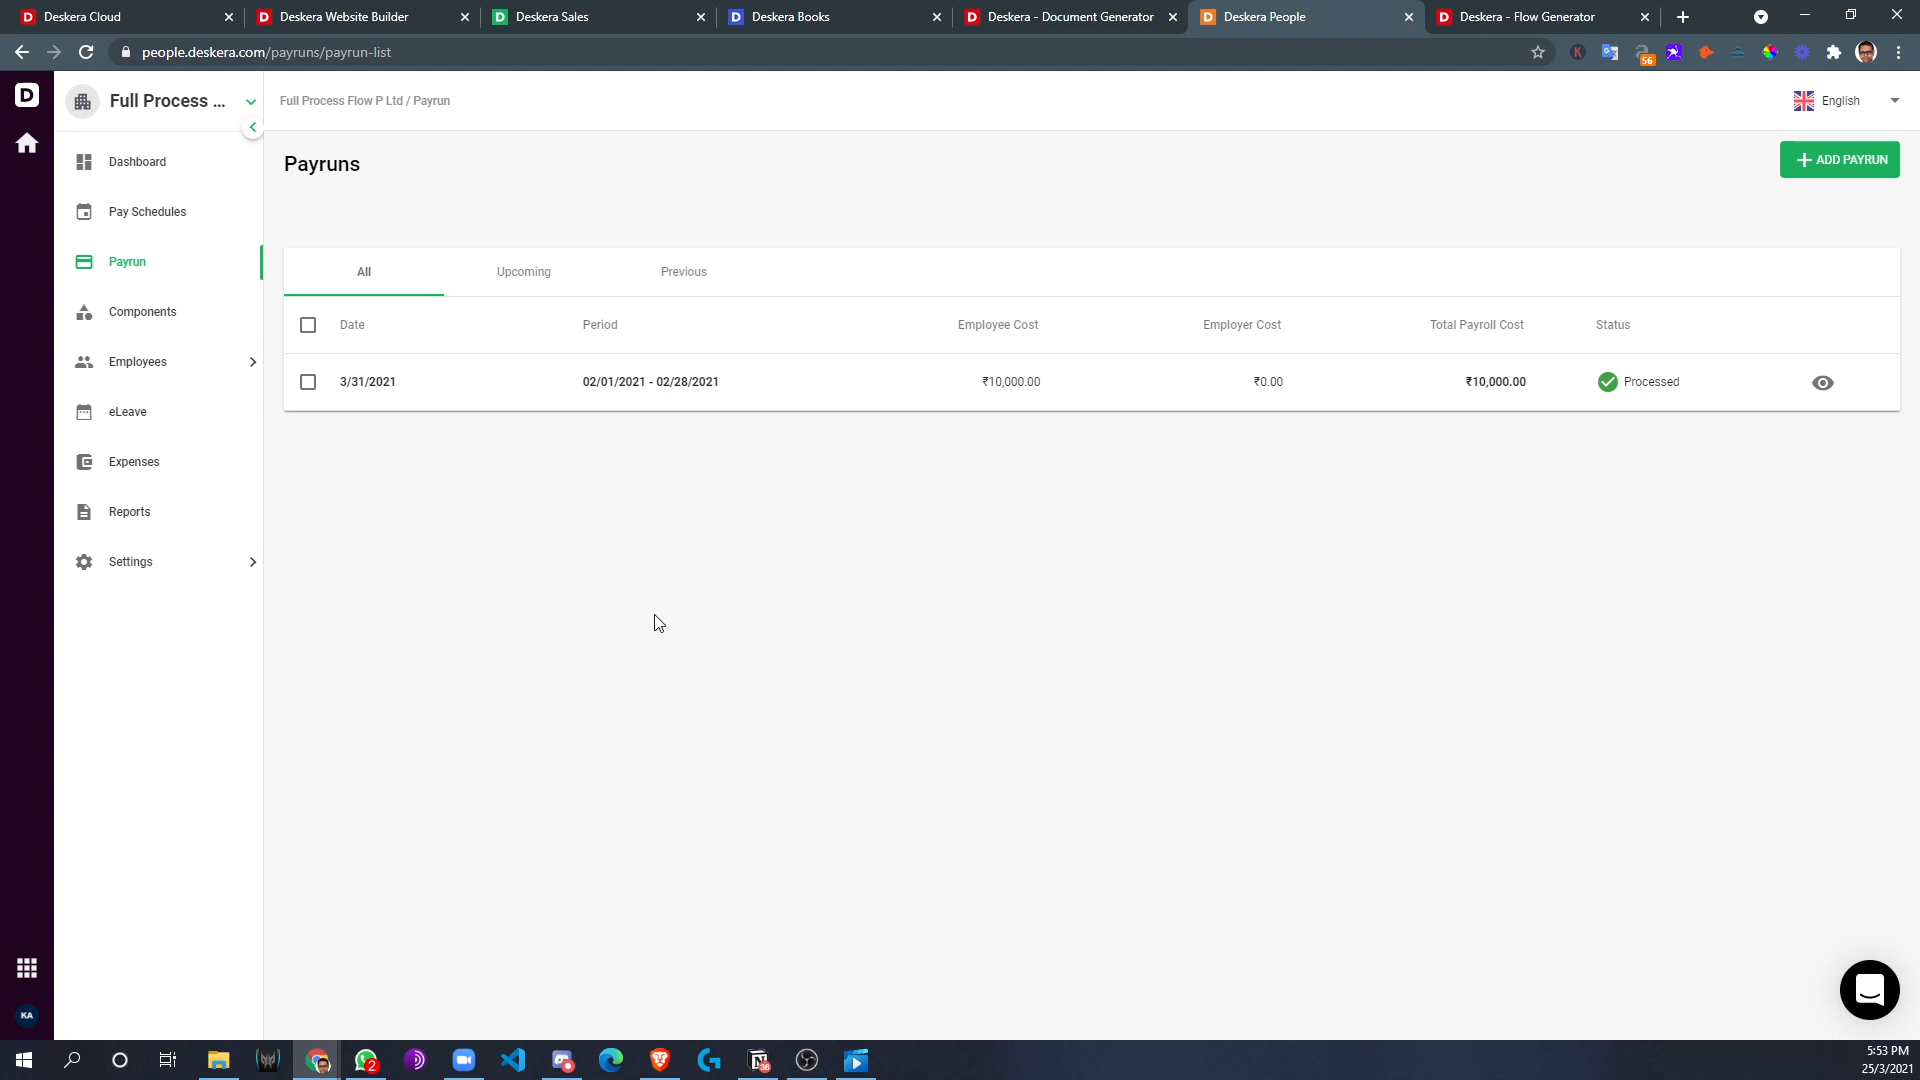 Deskera Cloud
Deskera Website Builder
Deskera Sales
Deskera Books
Deskera - Document Generator
Deskera People
Deskera - Flow Generator
people.deskera.com/payruns/payrun-list
56
Full Process ...
Full Process Flow P Ltd / Payrun
English
Dashboard
Pay Schedules
Payrun
Components
Employees
eLeave
Expenses
Reports
Settings
KA
Payruns
ADD PAYRUN
All Upcoming Previous
Date Period Employee Cost Employer Cost Total Payroll Cost Status
3/31/2021 02/01/2021 - 02/28/2021 ₹10,000.00 ₹0.00 ₹10,000.00 Processed
2
36
5:53 PM
25/3/2021